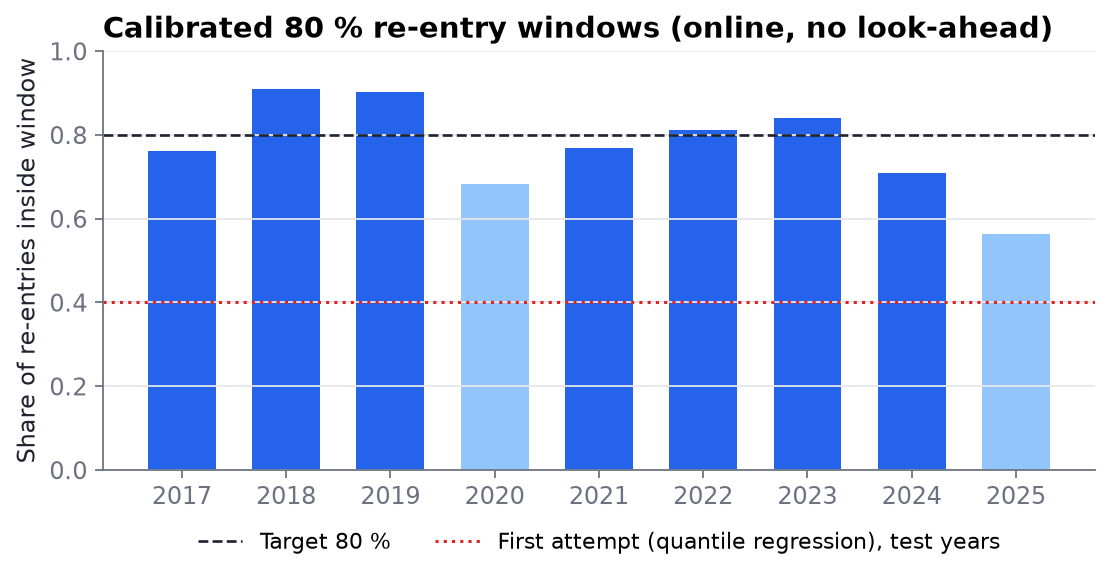 Calibrated 80 % re-entry windows (online, no look-ahead)
Share of re-entries inside window
1.0
0.8
0.6
0.4
0.2
0.0
2017 2018 2019 2020 2021 2022 2023 2024 2025
Target 80 % First attempt (quantile regression), test years